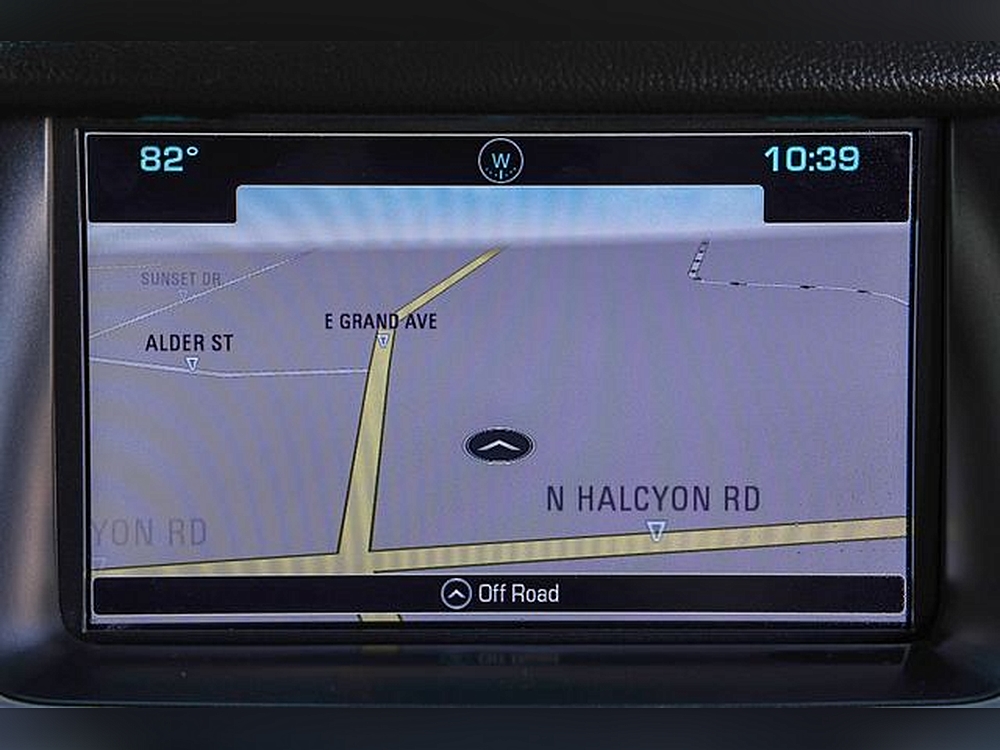 82° W 10:39
SUNSET DR
E GRAND AVE
ALDER ST
N HALCYON RD
YON RD
Off Road